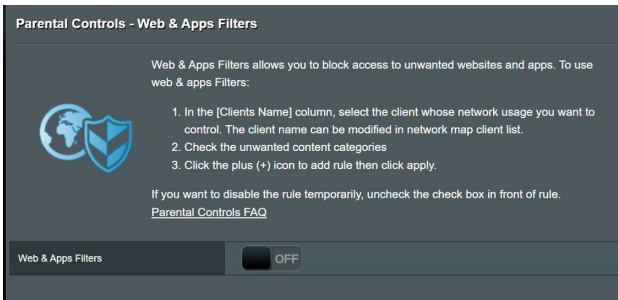 Parental Controls - Web & Apps Filters
Web & Apps Filters allows you to block access to unwanted websites and apps. To use
web & apps Filters:
1. In the [Clients Name] column, select the client whose network usage you want to
control. The client name can be modified in network map client list.
2. Check the unwanted content categories
3. Click the plus (+) icon to add rule then click apply.
If you want to disable the rule temporarily, uncheck the check box in front of rule.
Parental Controls FAQ
Web & Apps Filters
OFF